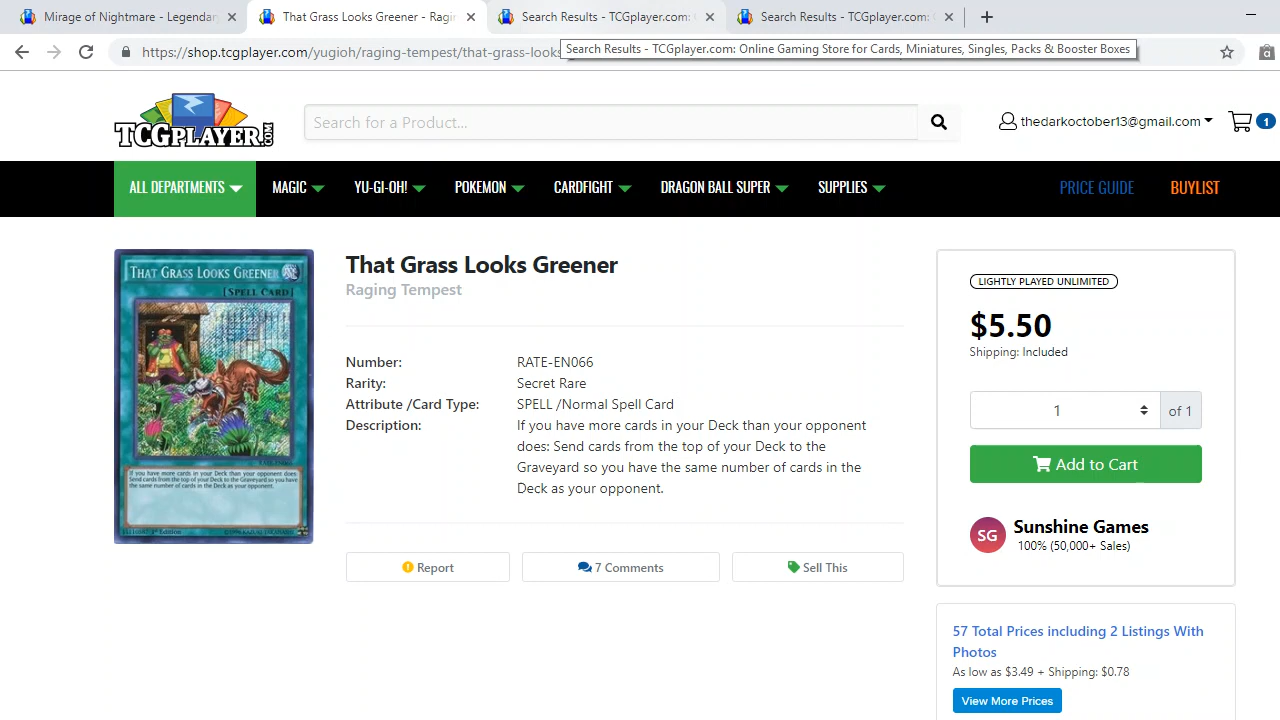 Mirage of Nightmare - Legendar
That Grass Looks Greener - Ragi
Search Results - TCGplayer.com:
Search Results - TCGplayer.com:
https://shop.tcgplayer.com/yugioh/raging-tempest/that-grass-looks
Search Results - TCGplayer.com: Online Gaming Store for Cards, Miniatures, Singles, Packs & Booster Boxes
TCGPLAYER.COM
Search for a Product...
thedarkoctober13@gmail.com
1
ALL DEPARTMENTS
MAGIC
YU-GI-OH!
POKEMON
CARDFIGHT
DRAGON BALL SUPER
SUPPLIES
PRICE GUIDE
BUYLIST
THAT GRASS LOOKS GREENER
[SPELL CARD]
If you have more cards in your Deck than your opponent does:
Send cards from the top of your Deck to the Graveyard so you have
the same number of cards in the Deck as your opponent.
1st Edition
That Grass Looks Greener
Raging Tempest
Number: RATE-EN066
Rarity: Secret Rare
Attribute /Card Type: SPELL /Normal Spell Card
Description: If you have more cards in your Deck than your opponent
does: Send cards from the top of your Deck to the
Graveyard so you have the same number of cards in the
Deck as your opponent.
Report
7 Comments
Sell This
LIGHTLY PLAYED UNLIMITED
$5.50
Shipping: Included
1
of 1
Add to Cart
SG
Sunshine Games
100% (50,000+ Sales)
57 Total Prices including 2 Listings With
Photos
As low as $3.49 + Shipping: $0.78
View More Prices